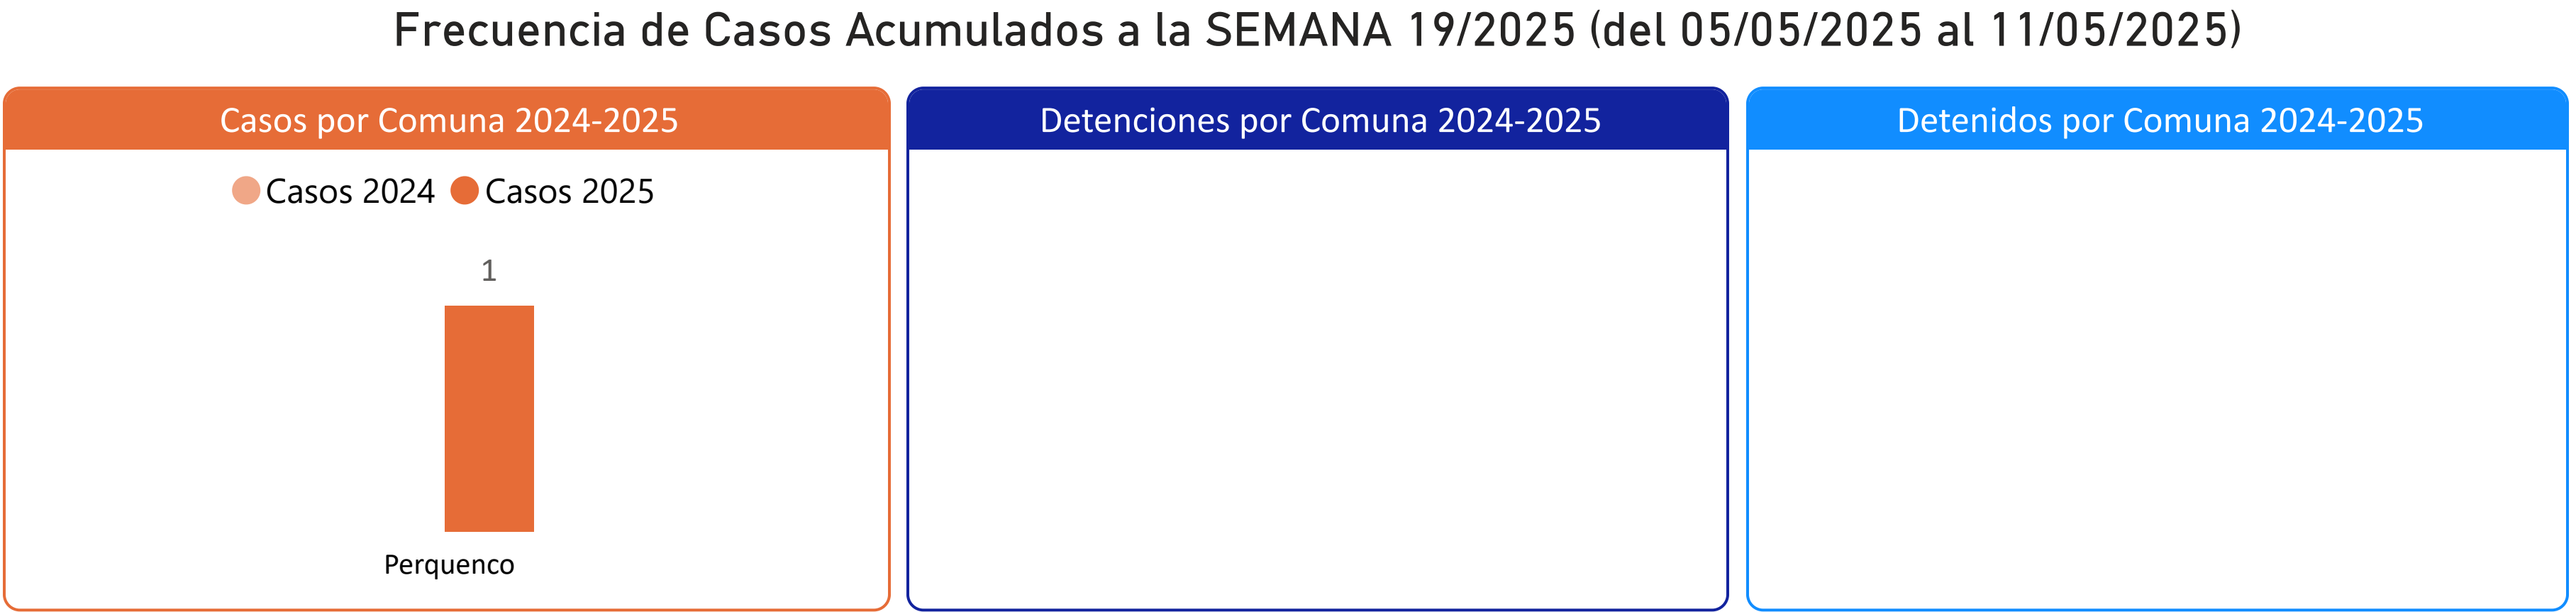 Frecuencia de Casos Acumulados a la SEMANA 19/2025 (del 05/05/2025 al 11/05/2025)
Casos por Comuna 2024-2025
Casos 2024 Casos 2025
1
Perquenco
Detenciones por Comuna 2024-2025
Detenidos por Comuna 2024-2025